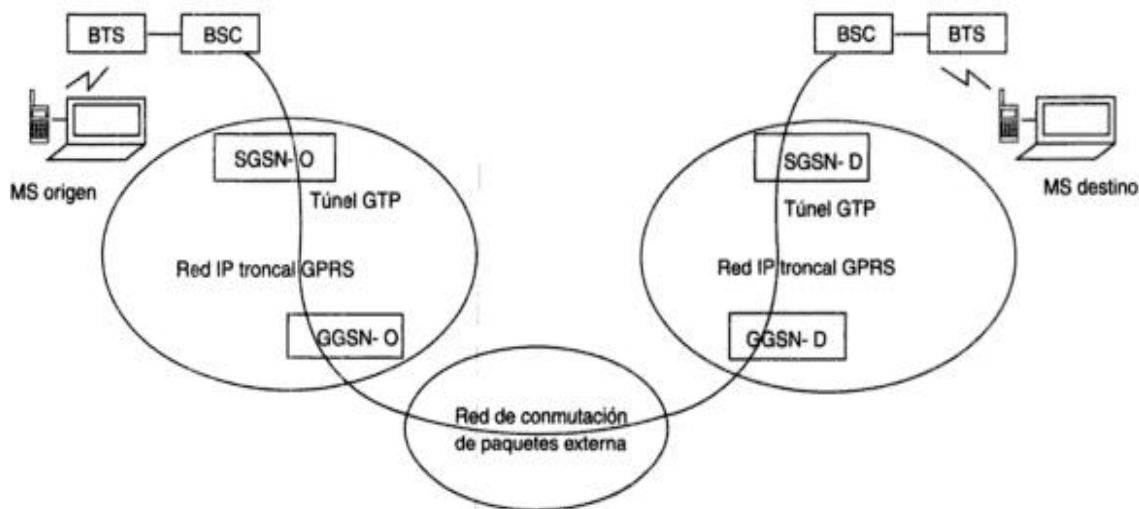 BTS
BSC
BSC
BTS
SGSN- O
SGSN- D
MS origen
MS destino
Túnel GTP
Túnel GTP
Red IP troncal GPRS
Red IP troncal GPRS
GGSN- O
GGSN- D
Red de conmutación
de paquetes externa